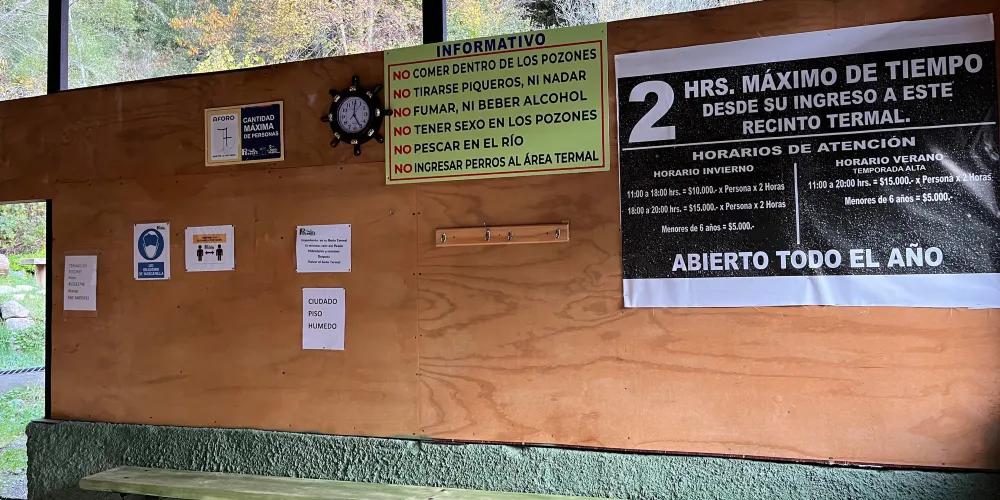 AFORO
7
CANTIDAD
MÁXIMA
DE PERSONAS
INFORMATIVO
NO COMER DENTRO DE LOS POZONES
NO TIRARSE PIQUEROS, NI NADAR
NO FUMAR, NI BEBER ALCOHOL
NO TENER SEXO EN LOS POZONES
NO PESCAR EN EL RÍO
NO INGRESAR PERROS AL ÁREA TERMAL
2 HRS. MÁXIMO DE TIEMPO
DESDE SU INGRESO A ESTE
RECINTO TERMAL.
HORARIOS DE ATENCIÓN
HORARIO INVIERNO
11:00 a 18:00 hrs. = $10.000.- x Persona x 2 Horas
18:00 a 20:00 hrs. = $15.000.- x Persona x 2 Horas
Menores de 6 años = $5.000.-
HORARIO VERANO
TEMPORADA ALTA
11:00 a 20:00 hrs. = $15.000.- x Persona x 2 Horas
Menores de 6 años = $5.000.-
ABIERTO TODO EL AÑO
CIUDADO
PISO
HUMEDO